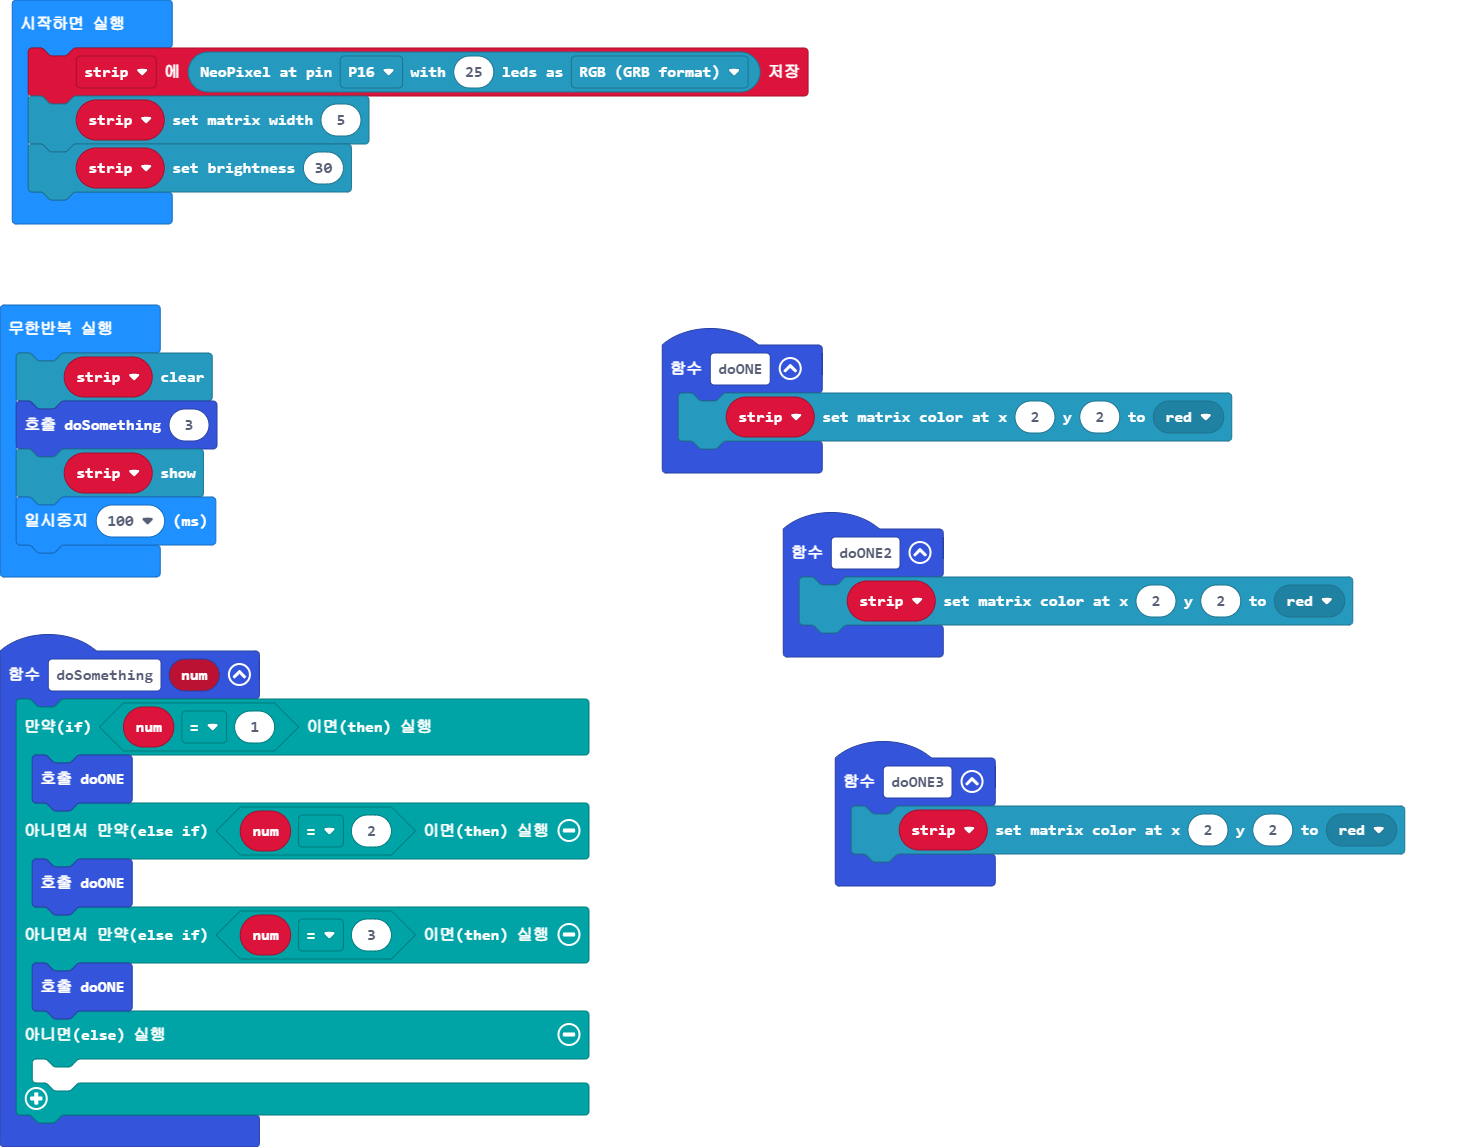 시작하면 실행
strip 에 NeoPixel at pin P16 with 25 leds as RGB (GRB format) 저장
strip set matrix width 5
strip set brightness 30
무한반복 실행
strip clear
호출 doSomething 3
strip show
일시중지 100 (ms)
함수 doONE
strip set matrix color at x 2 y 2 to red
함수 doONE2
strip set matrix color at x 2 y 2 to red
함수 doSomething num
만약(if) num = 1 이면(then) 실행
호출 doONE
아니면서 만약(else if) num = 2 이면(then) 실행
호출 doONE
아니면서 만약(else if) num = 3 이면(then) 실행
호출 doONE
아니면(else) 실행
함수 doONE3
strip set matrix color at x 2 y 2 to red